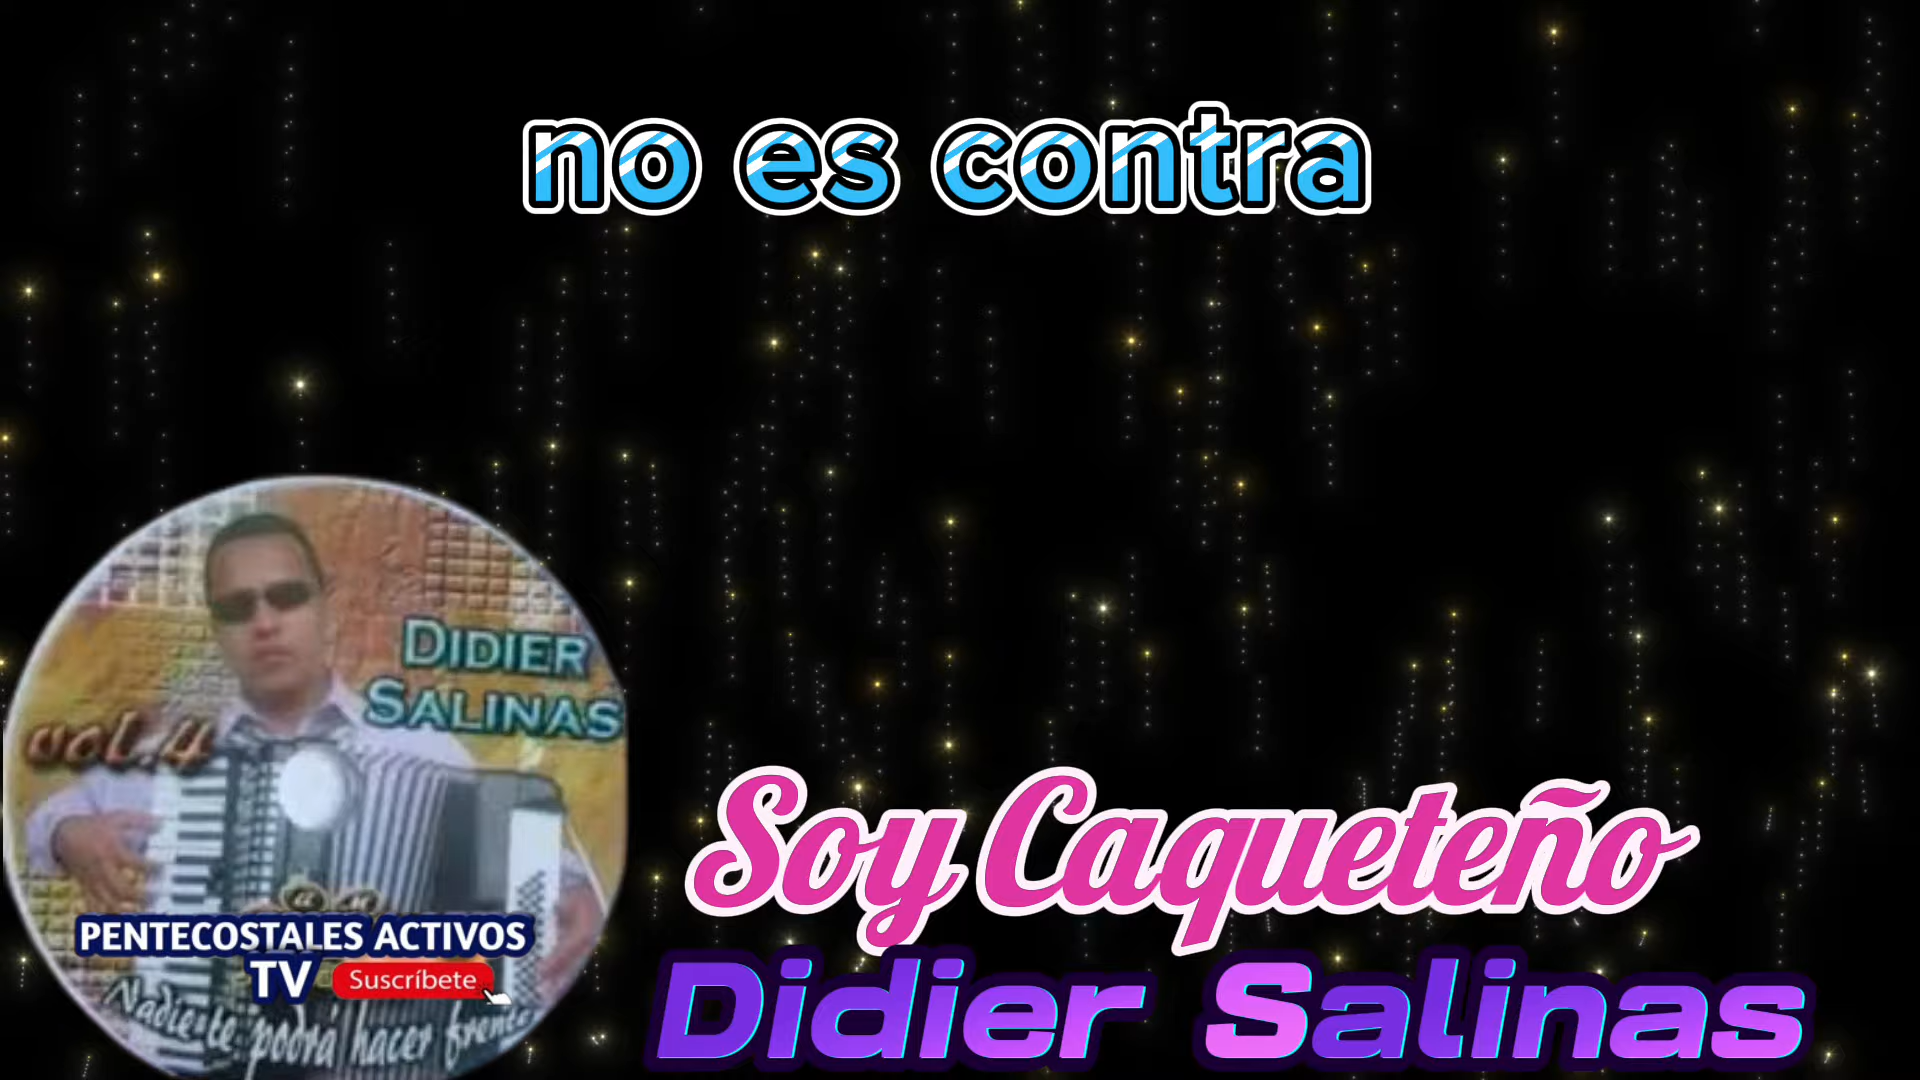 no es contra
DIDIER
SALINAS
vol.4
PENTECOSTALES ACTIVOS
TV Suscríbete
Nadie te podrá hacer frente
Soy Caqueteño
Didier Salinas